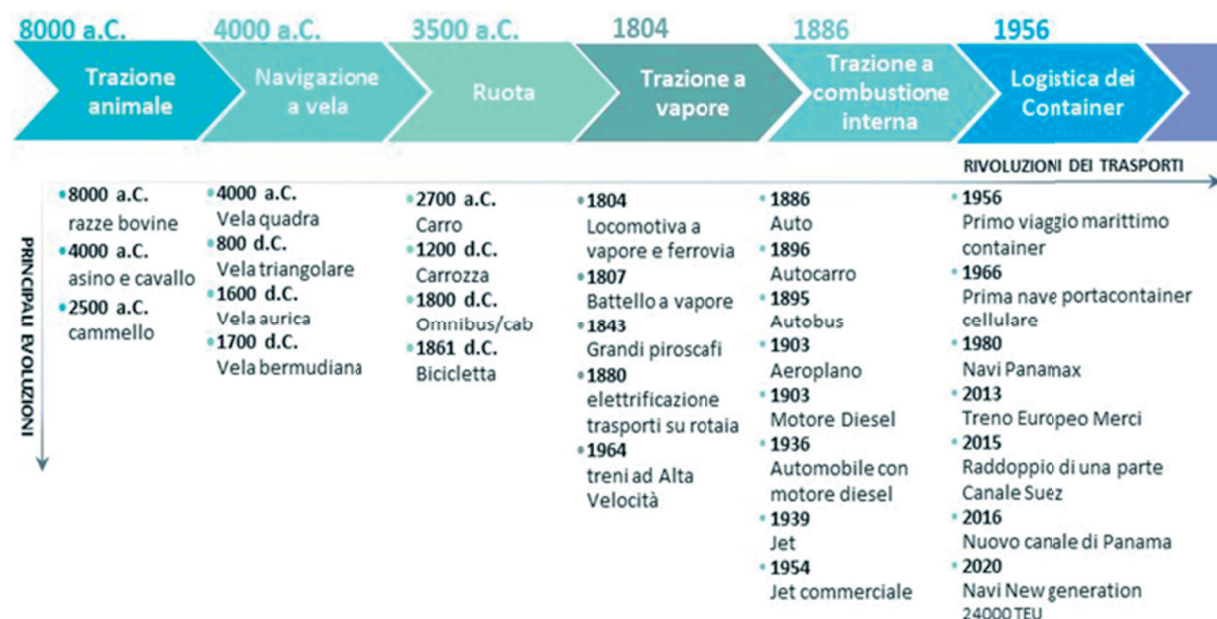 8000 a.C.
4000 a.C.
3500 a.C.
1804
1886
1956
Trazione
animale
Navigazione
a vela
Ruota
Trazione a
vapore
Trazione a
combustione
interna
Logistica dei
Container
RIVOLUZIONI DEI TRASPORTI
PRINCIPALI EVOLUZIONI
•8000 a.C.
razze bovine
•4000 a.C.
asino e cavallo
•2500 a.C.
cammello
•4000 a.C.
Vela quadra
•800 d.C.
Vela triangolare
•1600 d.C.
Vela aurica
•1700 d.C.
Vela bermudiana
•2700 a.C.
Carro
•1200 d.C.
Carrozza
•1800 d.C.
Omnibus/cab
•1861 d.C.
Bicicletta
•1804
Locomotiva a
vapore e ferrovia
•1807
Battello a vapore
•1843
Grandi piroscafi
•1880
elettrificazione
trasporti su rotaia
•1964
treni ad Alta
Velocità
• 1886
Auto
• 1896
Autocarro
• 1895
Autobus
• 1903
Aeroplano
• 1903
Motore Diesel
• 1936
Automobile con
motore diesel
• 1939
Jet
• 1954
Jet commerciale
• 1956
Primo viaggio marittimo
container
• 1966
Prima nave portacontainer
cellulare
• 1980
Navi Panamax
• 2013
Treno Europeo Merci
• 2015
Raddoppio di una parte
Canale Suez
• 2016
Nuovo canale di Panama
• 2020
Navi New generation
24000 TEU